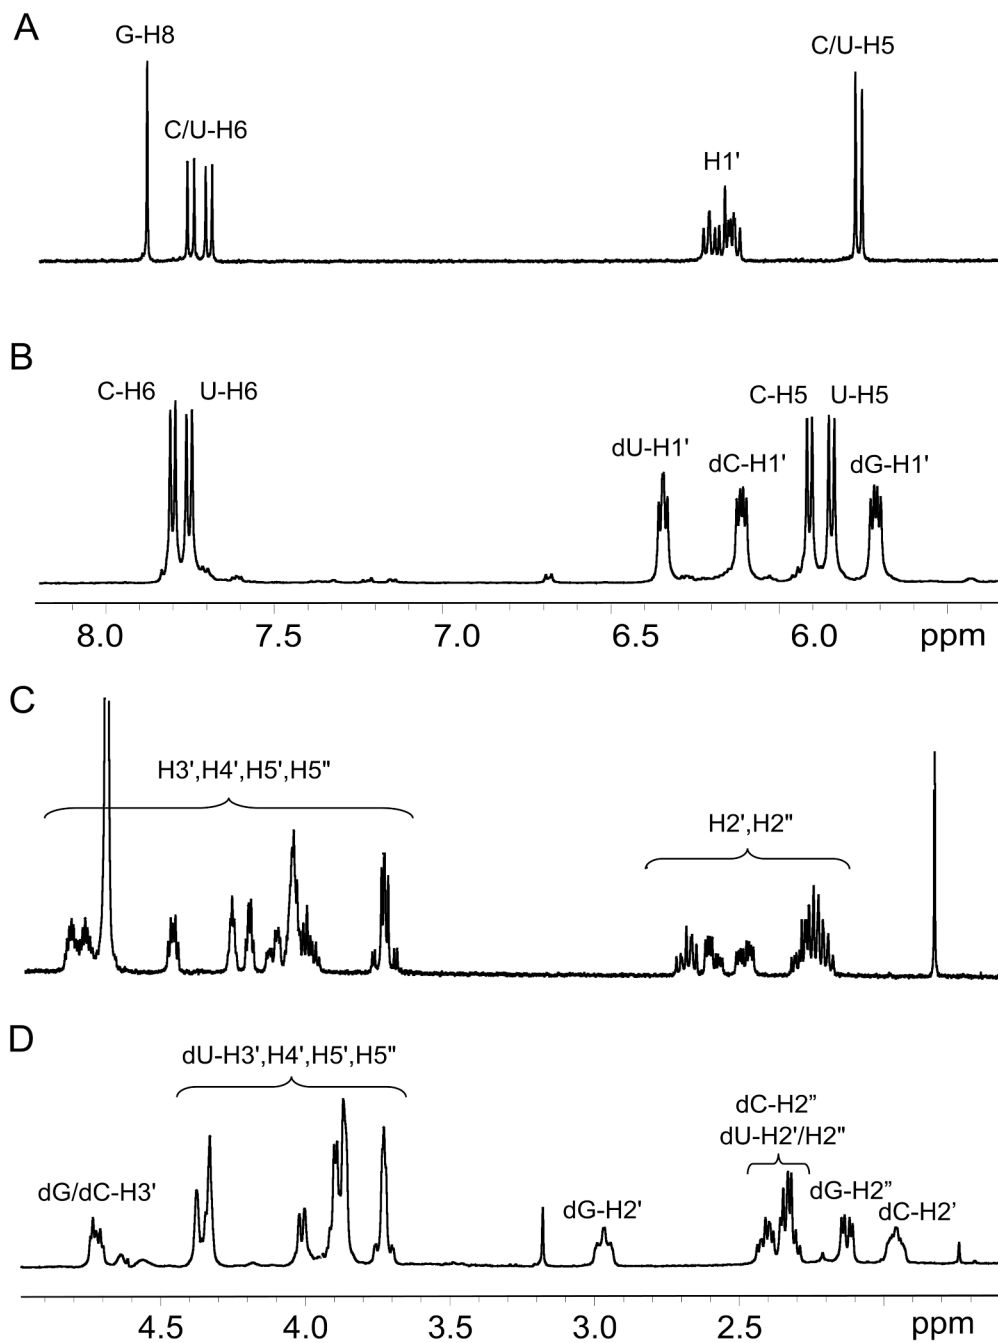 A
G-H8
C/U-H6
H1'
C/U-H5
B
C-H6
U-H6
dU-H1'
dC-H1'
C-H5
U-H5
dG-H1'
8.0
7.5
7.0
6.5
6.0
ppm
C
H3',H4',H5',H5"
H2',H2"
D
dU-H3',H4',H5',H5"
dG/dC-H3'
dG-H2'
dC-H2”
dU-H2'/H2"
dG-H2”
dC-H2’
4.5
4.0
3.5
3.0
2.5
ppm